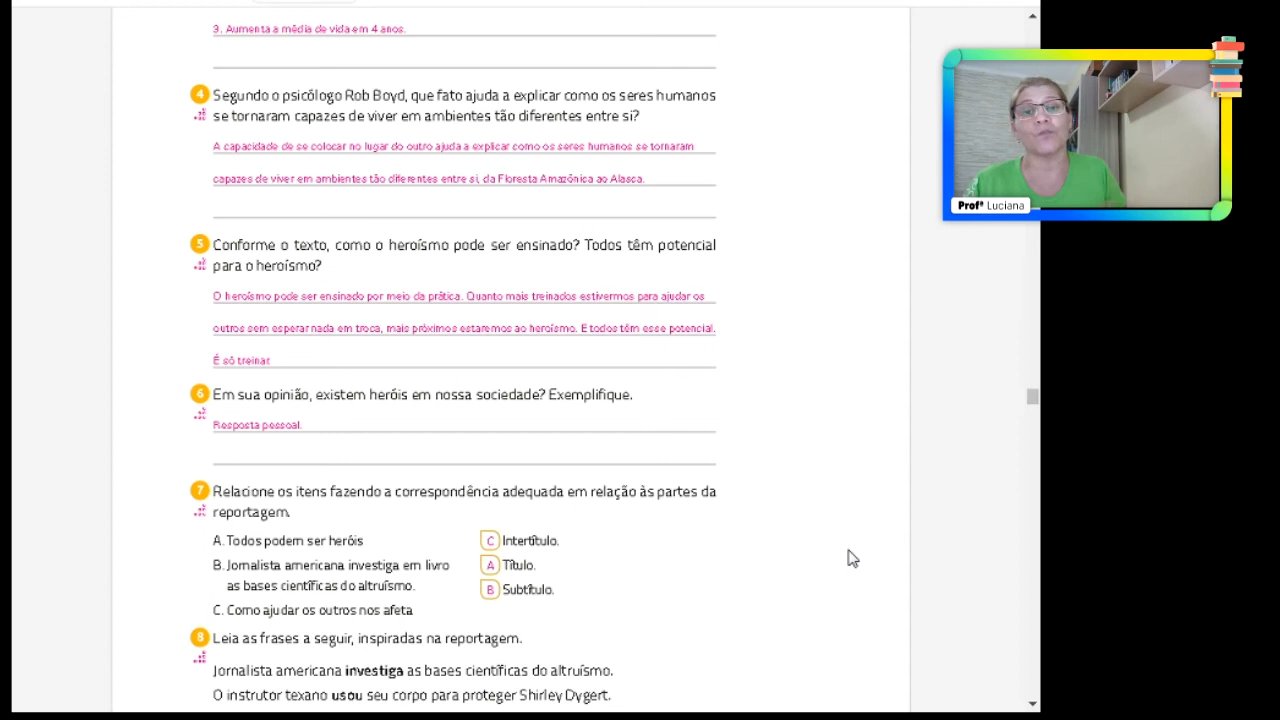 3. Aumenta a média de vida em 4 anos.
4 Segundo o psicólogo Rob Boyd, que fato ajuda a explicar como os seres humanos
se tornaram capazes de viver em ambientes tão diferentes entre si?
A capacidade de se colocar no lugar do outro ajuda a explicar como os seres humanos se tornaram
capazes de viver em ambientes tão diferentes entre si, da Floresta Amazônica ao Alasca.
5 Conforme o texto, como o heroísmo pode ser ensinado? Todos têm potencial
para o heroísmo?
O heroísmo pode ser ensinado por meio da prática. Quanto mais treinados estivermos para ajudar os
outros sem esperar nada em troca, mais próximos estaremos ao heroísmo. E todos têm esse potencial.
É só treinar.
6 Em sua opinião, existem heróis em nossa sociedade? Exemplifique.
Resposta pessoal.
7 Relacione os itens fazendo a correspondência adequada em relação às partes da
reportagem.
A. Todos podem ser heróis
B. Jornalista americana investiga em livro
as bases científicas do altruísmo.
C. Como ajudar os outros nos afeta
C Intertítulo.
A Título.
B Subtítulo.
8 Leia as frases a seguir, inspiradas na reportagem.
Jornalista americana investiga as bases científicas do altruísmo.
O instrutor texano usou seu corpo para proteger Shirley Dygert.
Profª Luciana